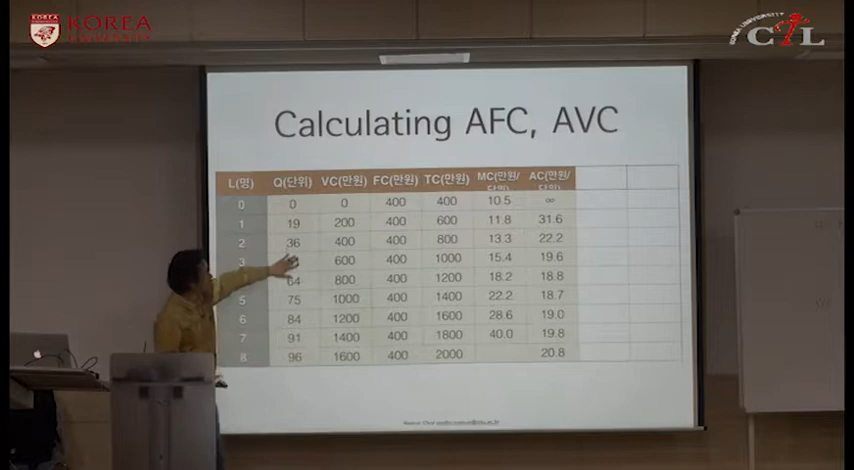 KOREA
UNIVERSITY
CTL
Calculating AFC, AVC
L(명) Q(단위) VC(만원) FC(만원) TC(만원) MC(만원/단위) AC(만원/단위)
0 0 0 400 400 10.5 ∞
1 19 200 400 600 11.8 31.6
2 36 400 400 800 13.3 22.2
3 600 400 1000 15.4 19.6
64 800 400 1200 18.2 18.8
5 75 1000 400 1400 22.2 18.7
6 84 1200 400 1600 28.6 19.0
7 91 1400 400 1800 40.0 19.8
8 96 1600 400 2000 20.8